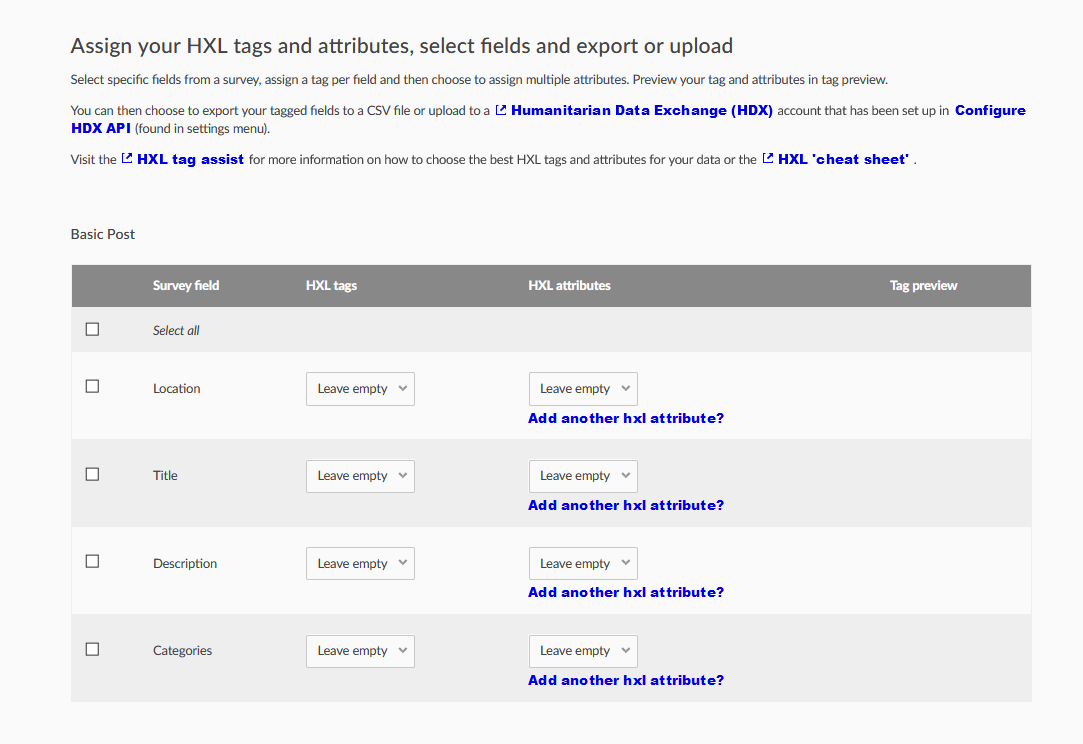 Assign your HXL tags and attributes, select fields and export or upload
Select specific fields from a survey, assign a tag per field and then choose to assign multiple attributes. Preview your tag and attributes in tag preview.
You can then choose to export your tagged fields to a CSV file or upload to a Humanitarian Data Exchange (HDX) account that has been set up in Configure
HDX API (found in settings menu).
Visit the HXL tag assist for more information on how to choose the best HXL tags and attributes for your data or the HXL 'cheat sheet' .
Basic Post
Survey field HXL tags HXL attributes Tag preview
Select all
Location Leave empty Leave empty
Add another hxl attribute?
Title Leave empty Leave empty
Add another hxl attribute?
Description Leave empty Leave empty
Add another hxl attribute?
Categories Leave empty Leave empty
Add another hxl attribute?